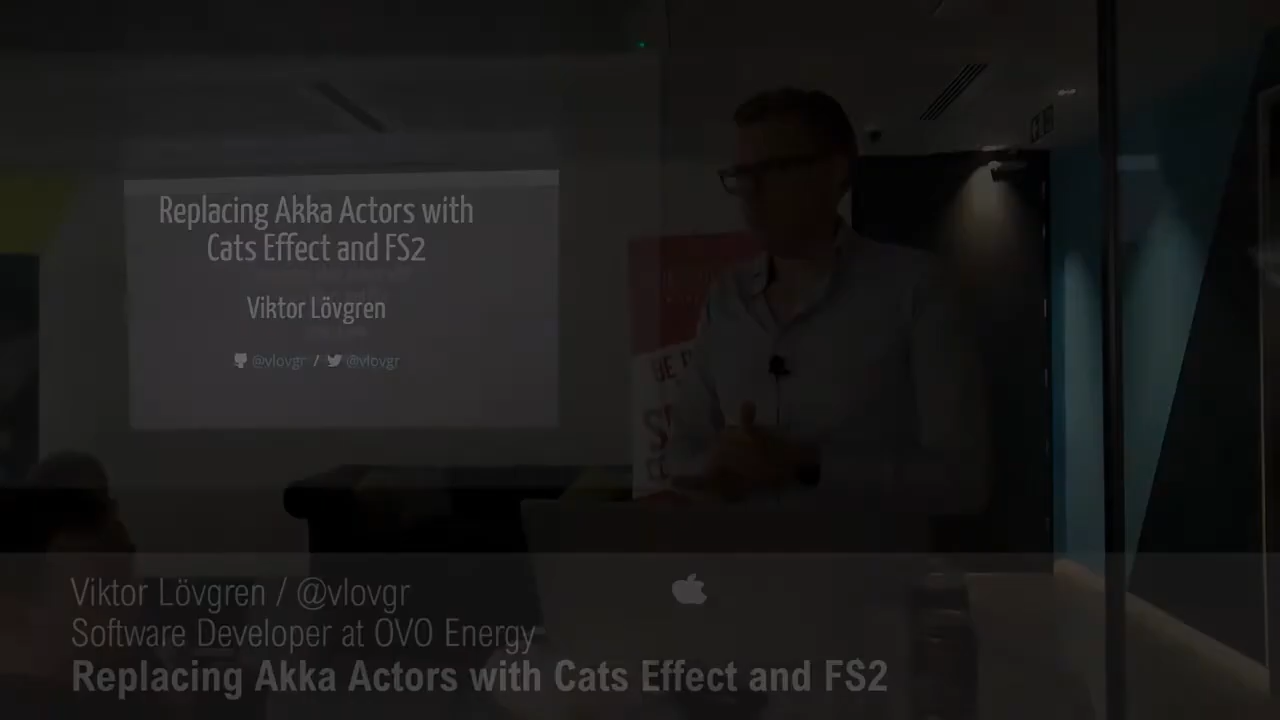 Replacing Akka Actors with
Cats Effect and FS2
Viktor Lövgren
@vlovgr / @vlovgr
Viktor Lövgren / @vlovgr
Software Developer at OVO Energy
Replacing Akka Actors with Cats Effect and FS2